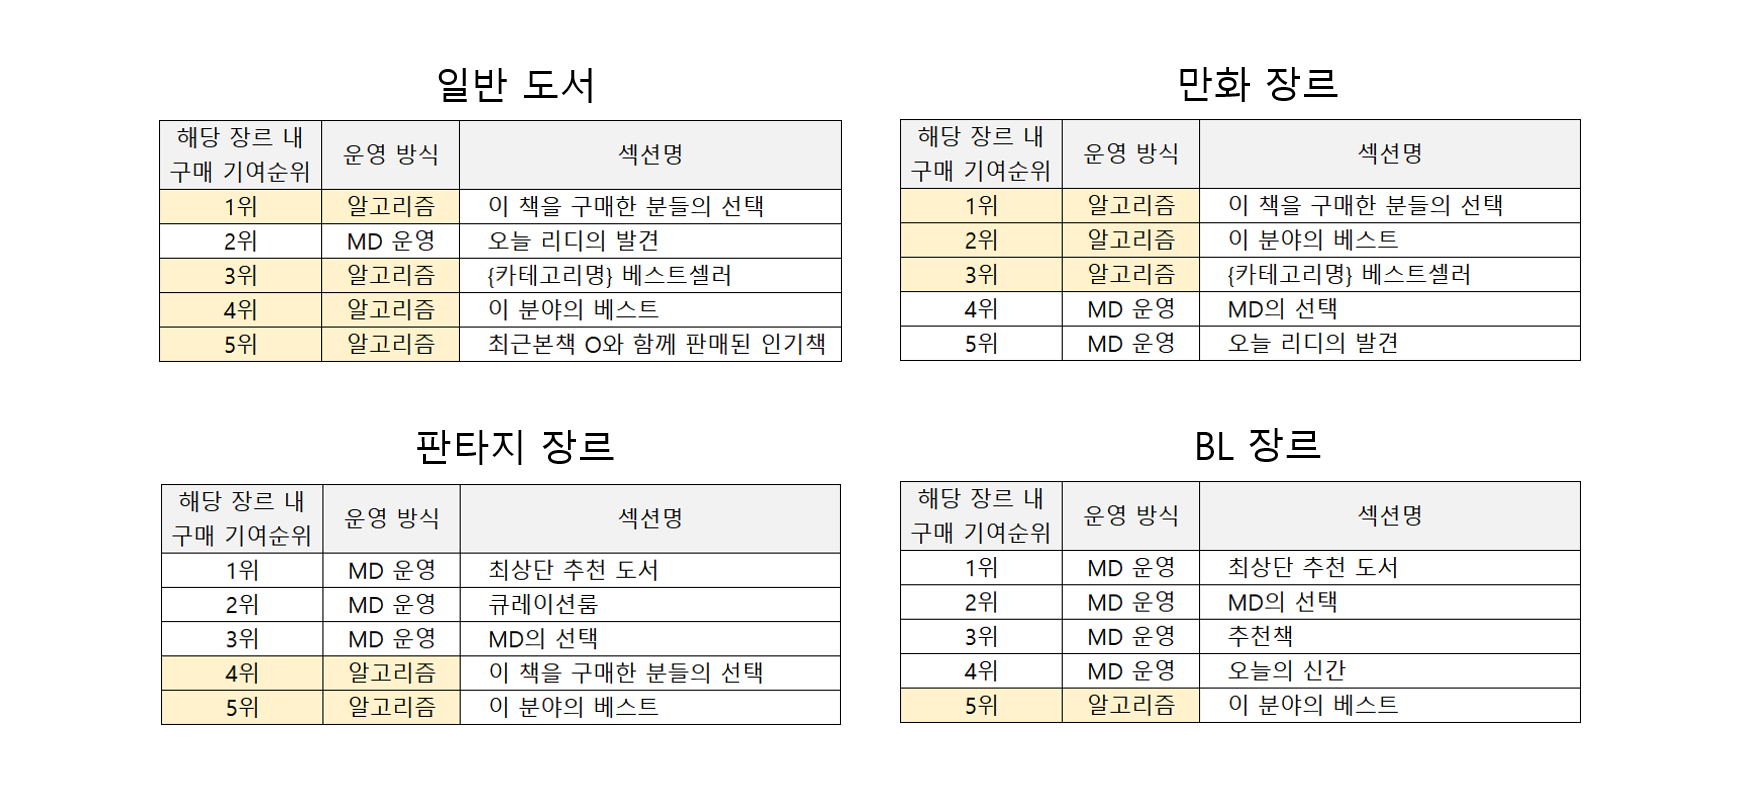 일반 도서
해당 장르 내 구매 기여순위 운영 방식 섹션명
1위 알고리즘 이 책을 구매한 분들의 선택
2위 MD 운영 오늘 리디의 발견
3위 알고리즘 {카테고리명} 베스트셀러
4위 알고리즘 이 분야의 베스트
5위 알고리즘 최근본책 O와 함께 판매된 인기책
만화 장르
해당 장르 내 구매 기여순위 운영 방식 섹션명
1위 알고리즘 이 책을 구매한 분들의 선택
2위 알고리즘 이 분야의 베스트
3위 알고리즘 {카테고리명} 베스트셀러
4위 MD 운영 MD의 선택
5위 MD 운영 오늘 리디의 발견
판타지 장르
해당 장르 내 구매 기여순위 운영 방식 섹션명
1위 MD 운영 최상단 추천 도서
2위 MD 운영 큐레이션룸
3위 MD 운영 MD의 선택
4위 알고리즘 이 책을 구매한 분들의 선택
5위 알고리즘 이 분야의 베스트
BL 장르
해당 장르 내 구매 기여순위 운영 방식 섹션명
1위 MD 운영 최상단 추천 도서
2위 MD 운영 MD의 선택
3위 MD 운영 추천책
4위 MD 운영 오늘의 신간
5위 알고리즘 이 분야의 베스트